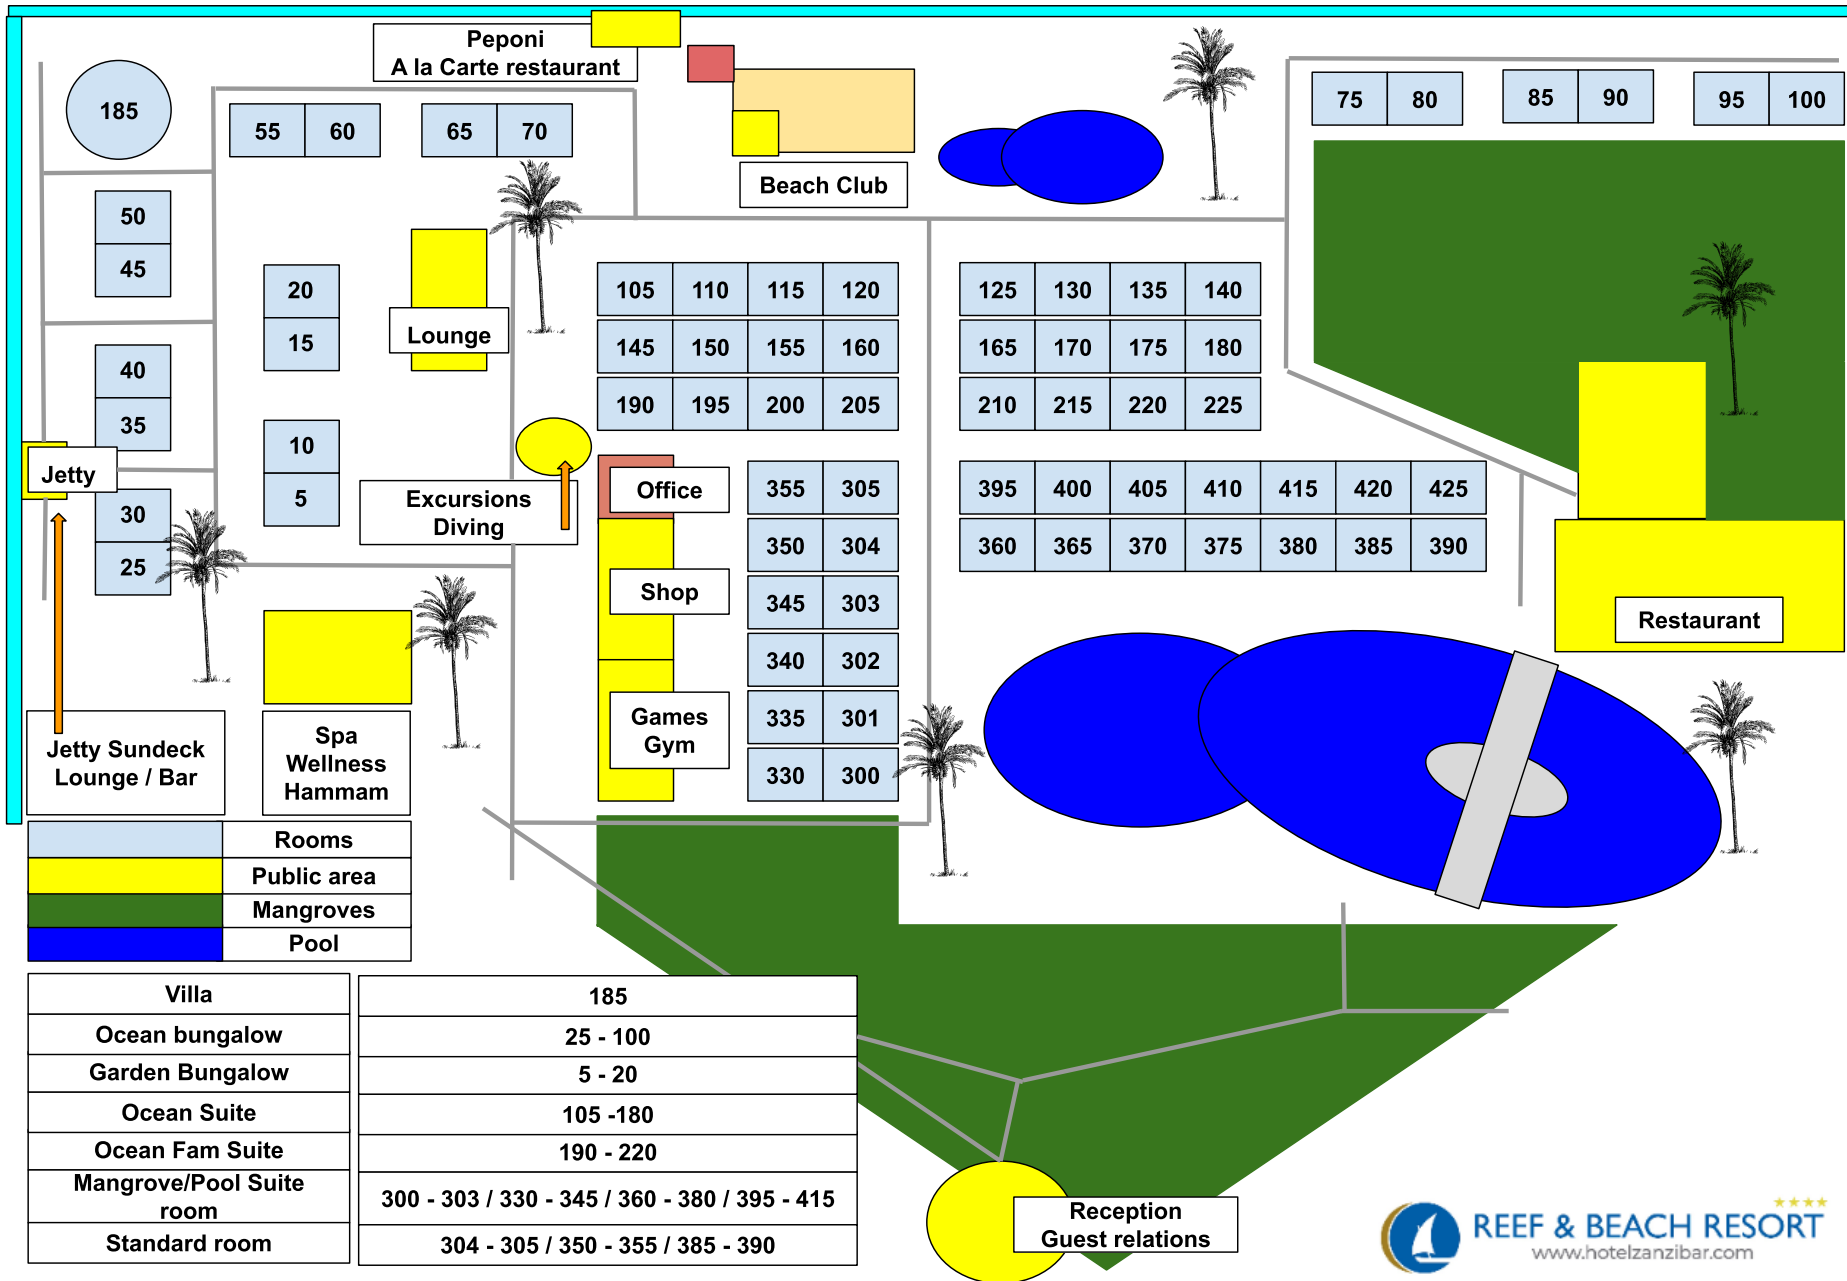 Peponi
A la Carte restaurant
185
55 60 65 70
75 80 85 90 95 100
Beach Club
50
45
20
15
Lounge
105 110 115 120
145 150 155 160
190 195 200 205
125 130 135 140
165 170 175 180
210 215 220 225
40
35
10
5
Jetty
30
25
Excursions
Diving
Office
Shop
Games
Gym
355 305
350 304
345 303
340 302
335 301
330 300
395 400 405 410 415 420 425
360 365 370 375 380 385 390
Restaurant
Jetty Sundeck
Lounge / Bar
Spa
Wellness
Hammam
Rooms
Public area
Mangroves
Pool
Villa 185
Ocean bungalow 25 - 100
Garden Bungalow 5 - 20
Ocean Suite 105 -180
Ocean Fam Suite 190 - 220
Mangrove/Pool Suite
room 300 - 303 / 330 - 345 / 360 - 380 / 395 - 415
Standard room 304 - 305 / 350 - 355 / 385 - 390
Reception
Guest relations
REEF & BEACH RESORT
www.hotelzanzibar.com